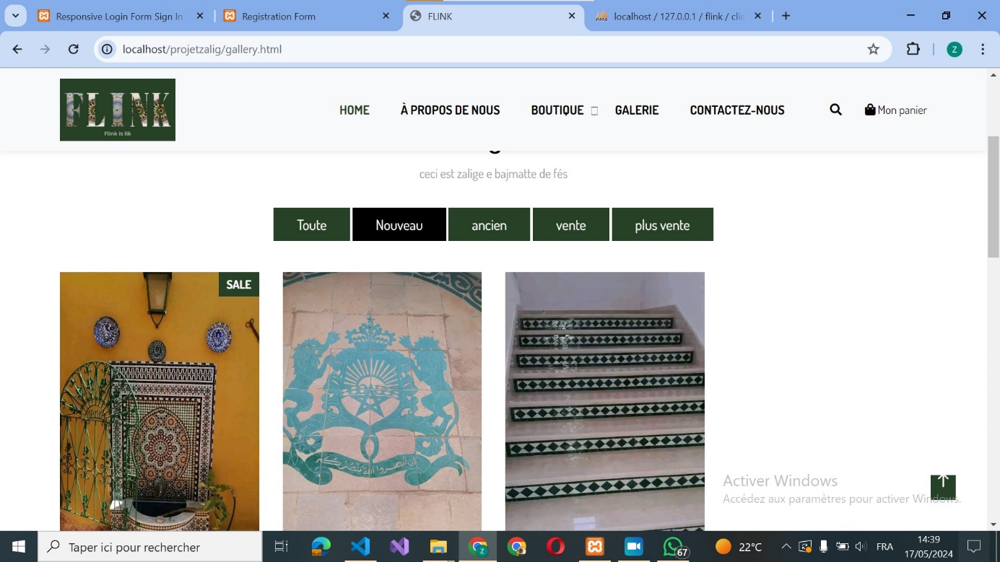 Responsive Login Form Sign In
Registration Form
FLINK
localhost / 127.0.0.1 / flink / clie
localhost/projetzalig/gallery.html
Z
FLINK
Flink is lik
HOME
À PROPOS DE NOUS
BOUTIQUE
GALERIE
CONTACTEZ-NOUS
Mon panier
ceci est zalige e bajmatte de fés
Toute
Nouveau
ancien
vente
plus vente
SALE
إن تنصروا الله ينصركم
Activer Windows
Accédez aux paramètres pour activer Windows.
Taper ici pour rechercher
67
22°C
FRA
14:39
17/05/2024